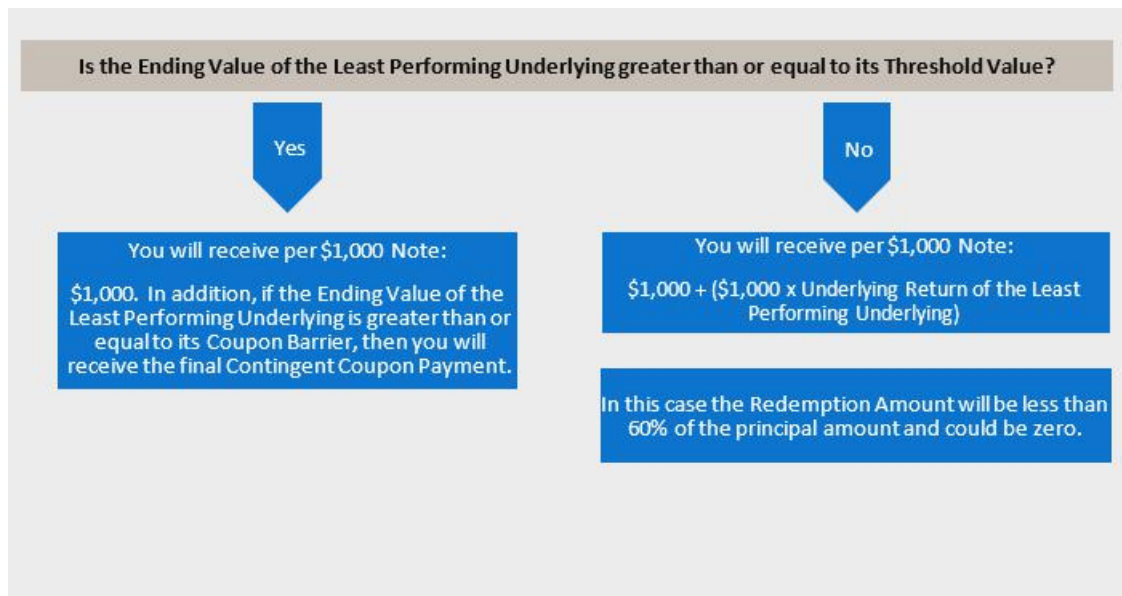 Is the Ending Value of the Least Performing Underlying greater than or equal to its Threshold Value?
Yes
No
You will receive per $1,000 Note:
$1,000. In addition, if the Ending Value of the
Least Performing Underlying is greater than or
equal to its Coupon Barrier, then you will
receive the final Contingent Coupon Payment.
You will receive per $1,000 Note:
$1,000 + ($1,000 x Underlying Return of the Least
Performing Underlying)
In this case the Redemption Amount will be less than
60% of the principal amount and could be zero.